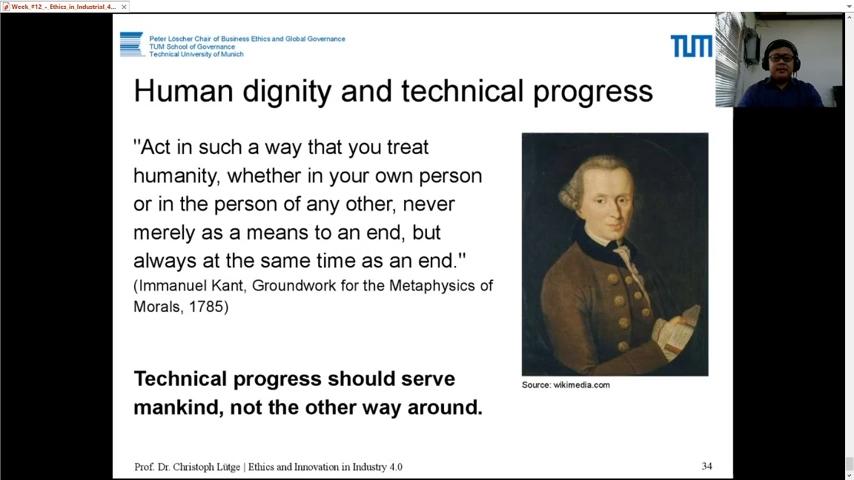 Week_#12_-_Ethics_in_Industrial_4...
Peter Löscher Chair of Business Ethics and Global Governance
TUM School of Governance
Technical University of Munich
TUM
Human dignity and technical progress
"Act in such a way that you treat
humanity, whether in your own person
or in the person of any other, never
merely as a means to an end, but
always at the same time as an end."
(Immanuel Kant, Groundwork for the Metaphysics of
Morals, 1785)
Technical progress should serve
mankind, not the other way around.
Source: wikimedia.com
Prof. Dr. Christoph Lütge | Ethics and Innovation in Industry 4.0
34